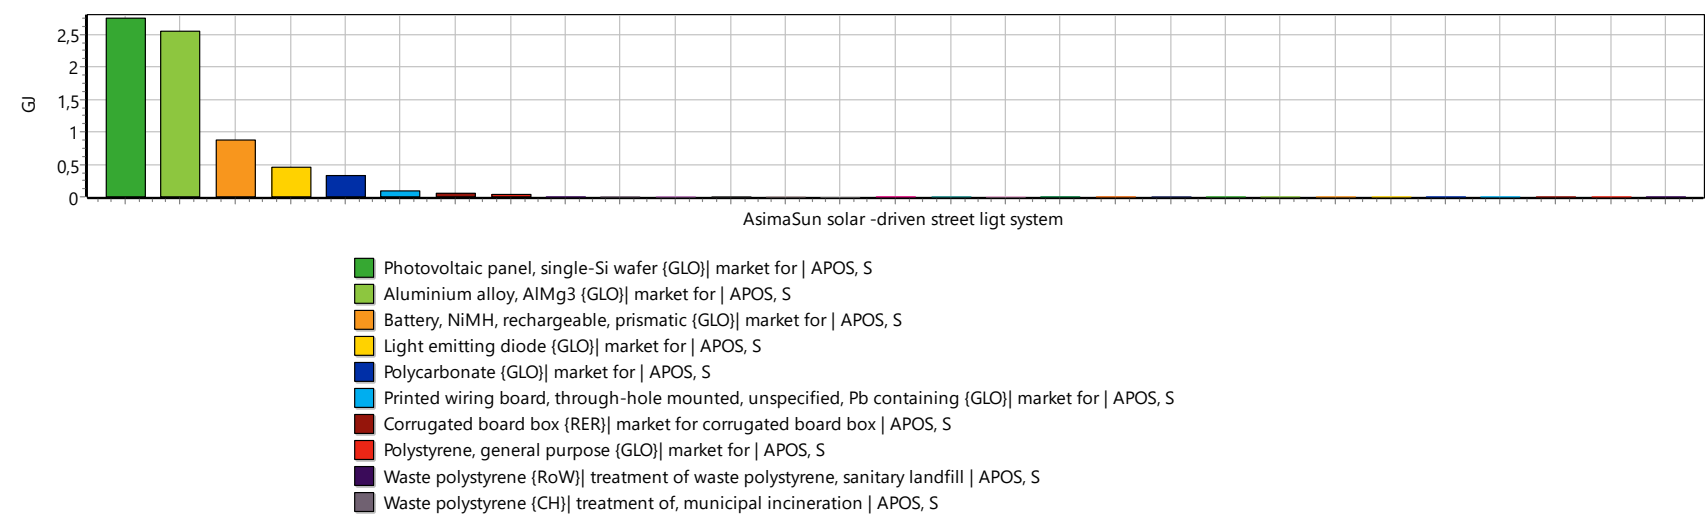 2,5
2
1,5
1
0,5
0
GJ
AsimaSun solar -driven street ligt system
Photovoltaic panel, single-Si wafer {GLO}| market for | APOS, S
Aluminium alloy, AlMg3 {GLO}| market for | APOS, S
Battery, NiMH, rechargeable, prismatic {GLO}| market for | APOS, S
Light emitting diode {GLO}| market for | APOS, S
Polycarbonate {GLO}| market for | APOS, S
Printed wiring board, through-hole mounted, unspecified, Pb containing {GLO}| market for | APOS, S
Corrugated board box {RER}| market for corrugated board box | APOS, S
Polystyrene, general purpose {GLO}| market for | APOS, S
Waste polystyrene {RoW}| treatment of waste polystyrene, sanitary landfill | APOS, S
Waste polystyrene {CH}| treatment of, municipal incineration | APOS, S